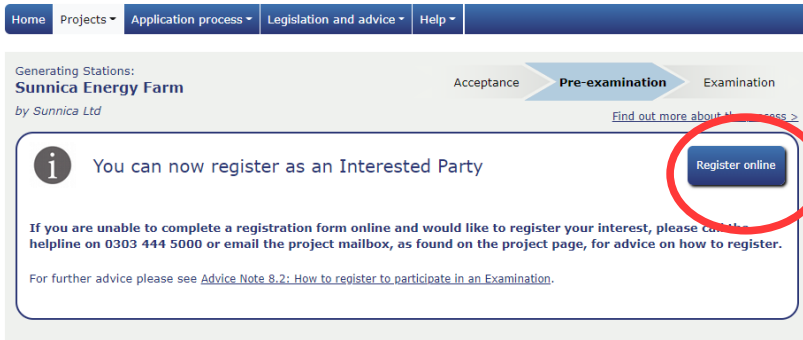 Home Projects Application process Legislation and advice Help
Generating Stations:
Sunnica Energy Farm
by Sunnica Ltd
Acceptance Pre-examination Examination
Find out more about the process >
i You can now register as an Interested Party Register online
If you are unable to complete a registration form online and would like to register your interest, please call the
helpline on 0303 444 5000 or email the project mailbox, as found on the project page, for advice on how to register.
For further advice please see Advice Note 8.2: How to register to participate in an Examination.